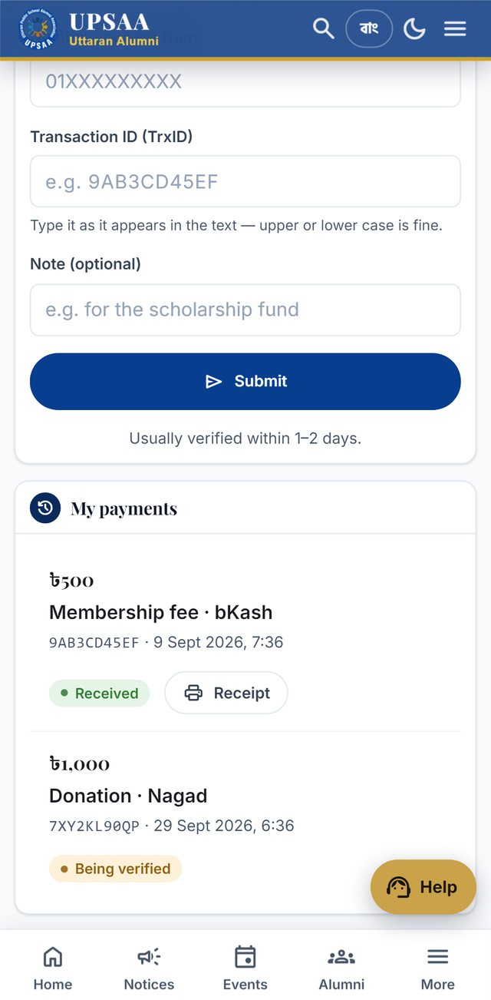 UPSAA
Uttaran Alumni
বাং
UPSAA
01XXXXXXXXX
Transaction ID (TrxID)
e.g. 9AB3CD45EF
Type it as it appears in the text — upper or lower case is fine.
Note (optional)
e.g. for the scholarship fund
Submit
Usually verified within 1–2 days.
My payments
৳500
Membership fee · bKash
9AB3CD45EF · 9 Sept 2026, 7:36
Received
Receipt
৳1,000
Donation · Nagad
7XY2KL90QP · 29 Sept 2026, 6:36
Being verified
Help
Home
Notices
Events
Alumni
More